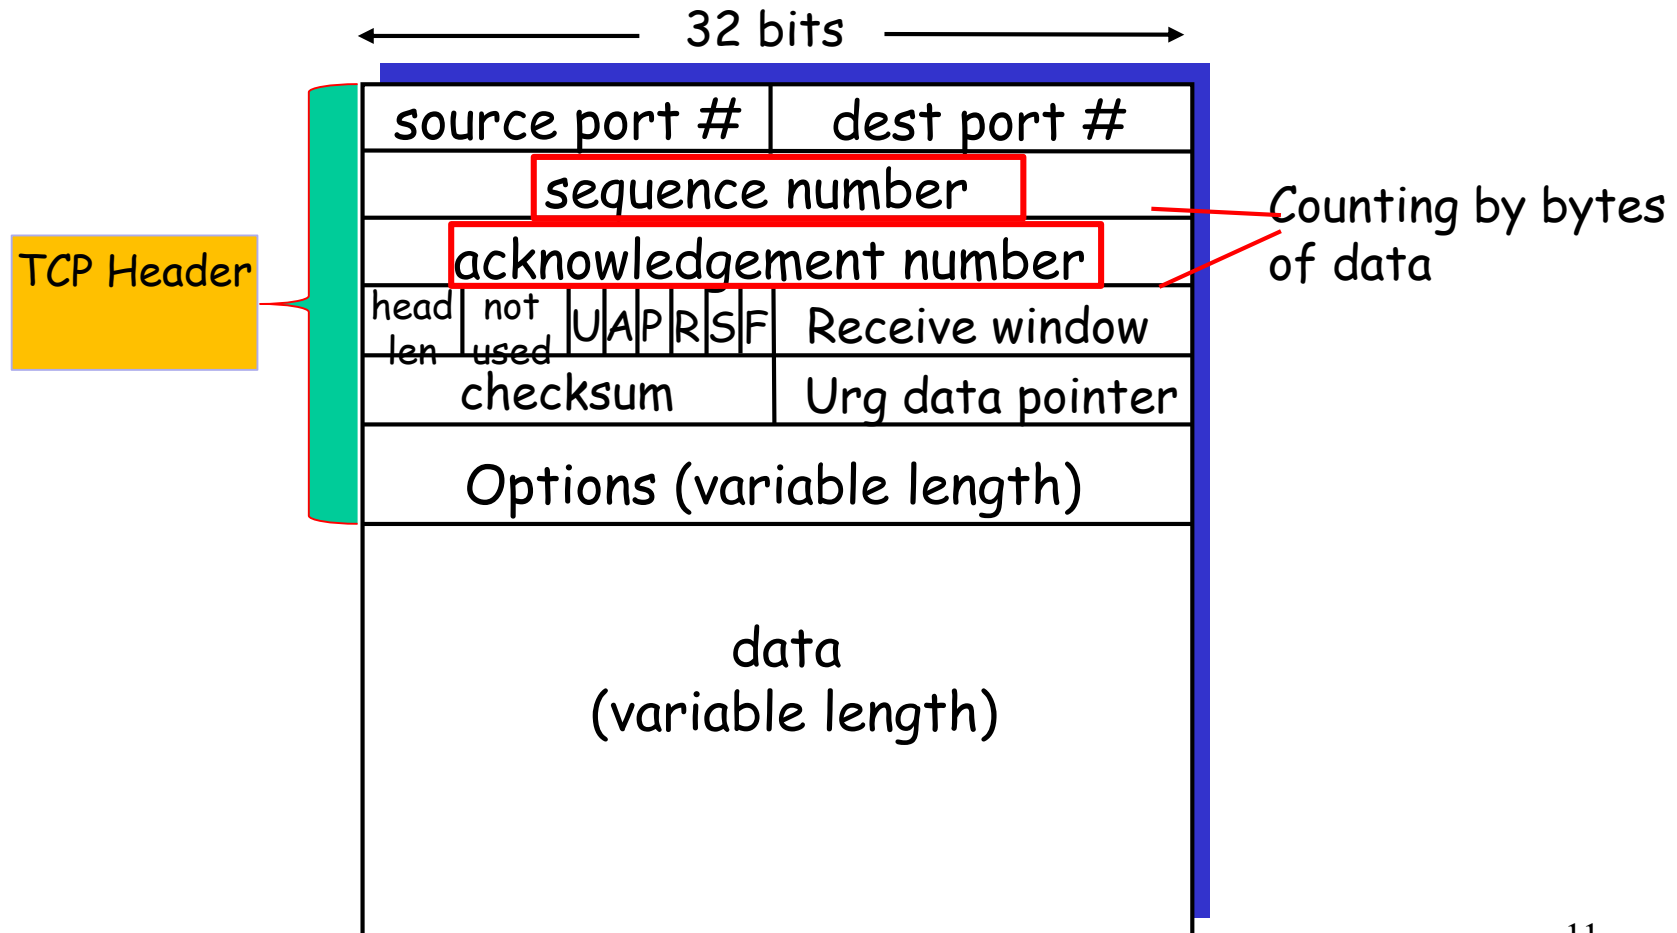 32 bits
source port # dest port #
sequence number
Counting by bytes
of data
acknowledgement number
TCP Header
head
len
not
used
U A P R S F
Receive window
checksum Urg data pointer
Options (variable length)
data
(variable length)
11